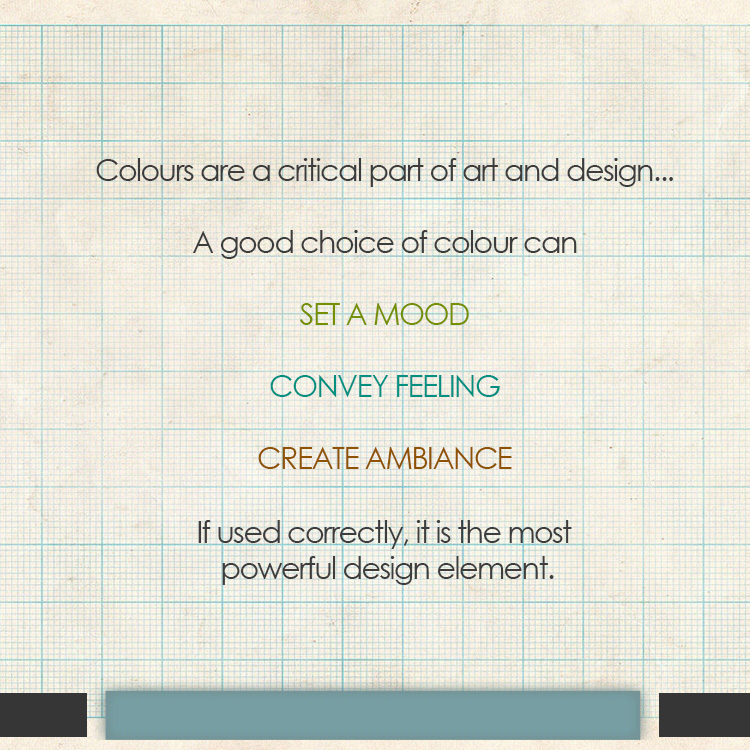 Colours are a critical part of art and design...
A good choice of colour can
SET A MOOD
CONVEY FEELING
CREATE AMBIANCE
If used correctly, it is the most
powerful design element.